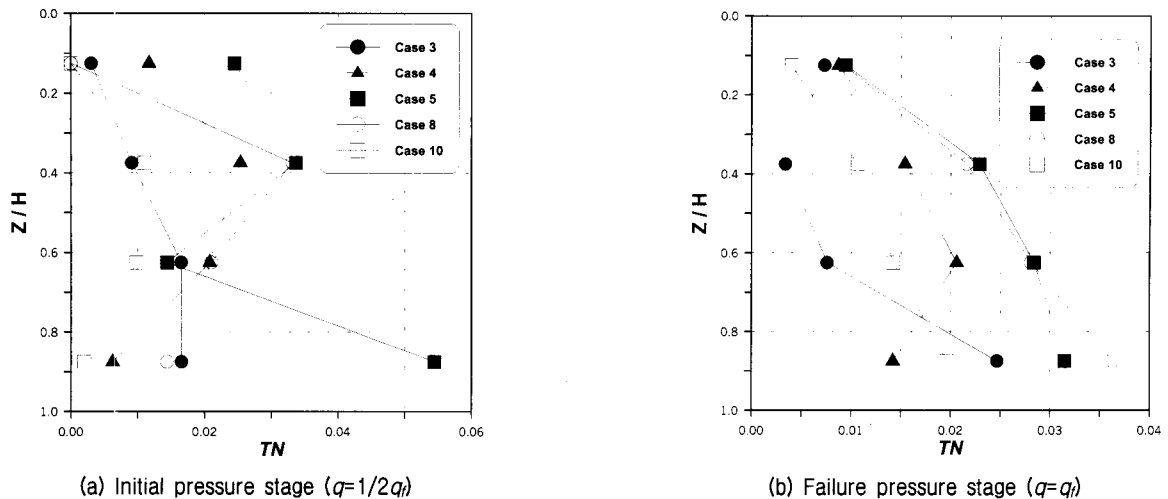 0.0
0.2
0.4
0.6
0.8
1.0
Z / H
0.00
0.02
0.04
0.06
TN
Case 3
Case 4
Case 5
Case 8
Case 10
(a) Initial pressure stage (q=1/2qf)
0.0
0.2
0.4
0.6
0.8
1.0
Z / H
0.00
0.01
0.02
0.03
0.04
TN
Case 3
Case 4
Case 5
Case 8
Case 10
(b) Failure pressure stage (q=qf)